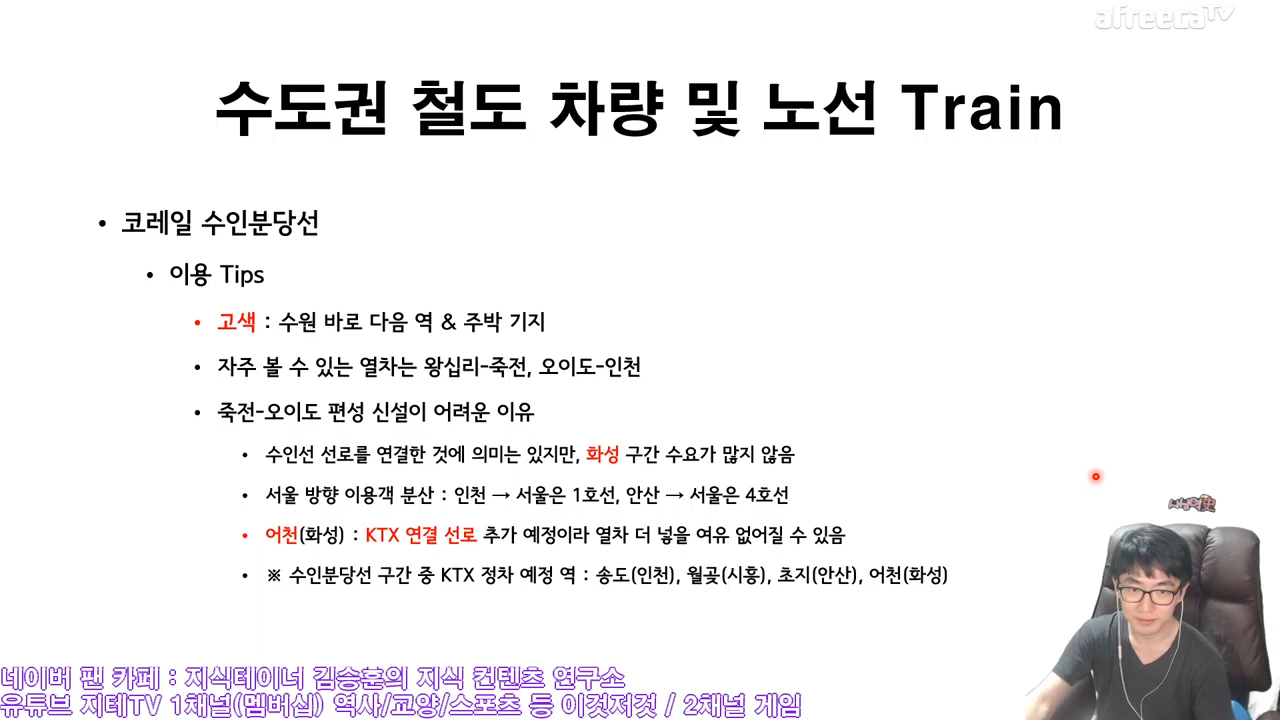 afreecaTV
수도권 철도 차량 및 노선 Train
• 코레일 수인분당선
• 이용 Tips
• 고색 : 수원 바로 다음 역 & 주박 기지
• 자주 볼 수 있는 열차는 왕십리-죽전, 오이도-인천
• 죽전-오이도 편성 신설이 어려운 이유
• 수인선 선로를 연결한 것에 의미는 있지만, 화성 구간 수요가 많지 않음
• 서울 방향 이용객 분산 : 인천 → 서울은 1호선, 안산 → 서울은 4호선
• 어천(화성) : KTX 연결 선로 추가 예정이라 열차 더 넣을 여유 없어질 수 있음
• ※ 수인분당선 구간 중 KTX 정차 예정 역 : 송도(인천), 월곶(시흥), 초지(안산), 어천(화성)
네이버 팬 카페 : 지식테이너 김승훈의 지식 컨텐츠 연구소
유튜브 지테TV 1채널(멤버십) 역사/교양/스포츠 등 이것저것 / 2채널 게임